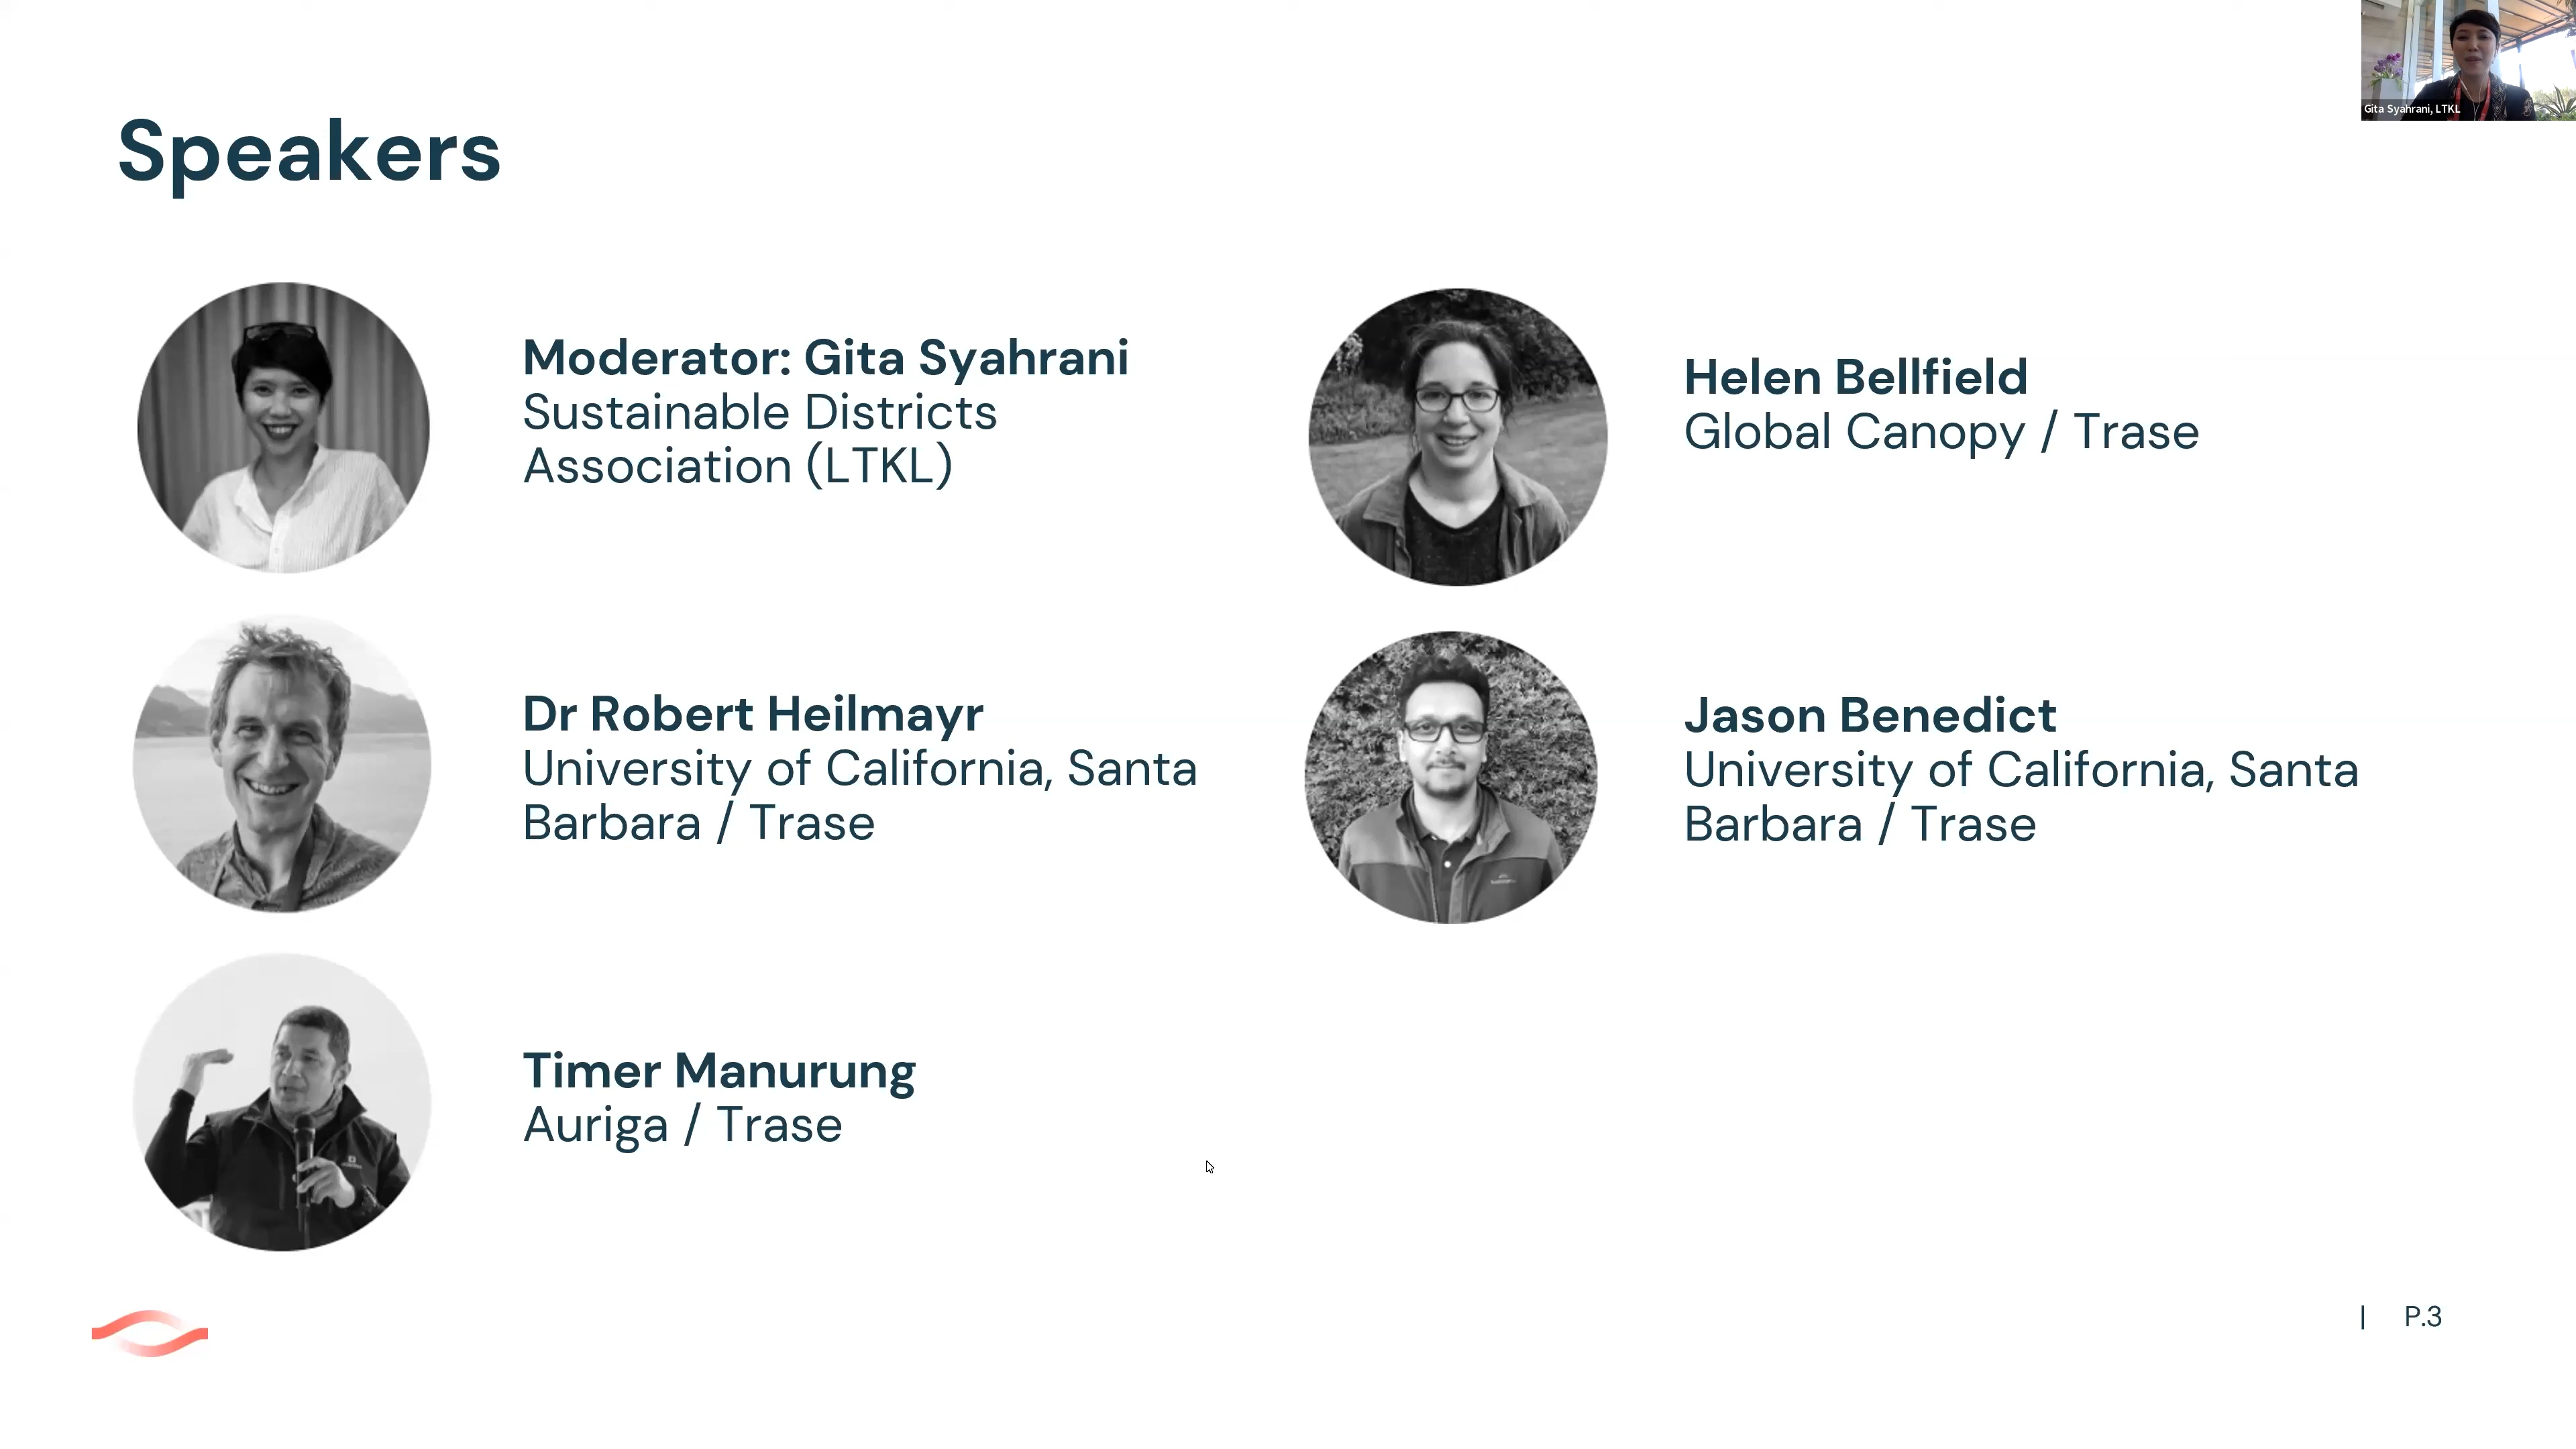 Gita Syahrani, LTKL
Speakers
Moderator: Gita Syahrani
Sustainable Districts
Association (LTKL)
Helen Bellfield
Global Canopy / Trase
Dr Robert Heilmayr
University of California, Santa
Barbara / Trase
Jason Benedict
University of California, Santa
Barbara / Trase
Timer Manurung
Auriga / Trase
| P.3